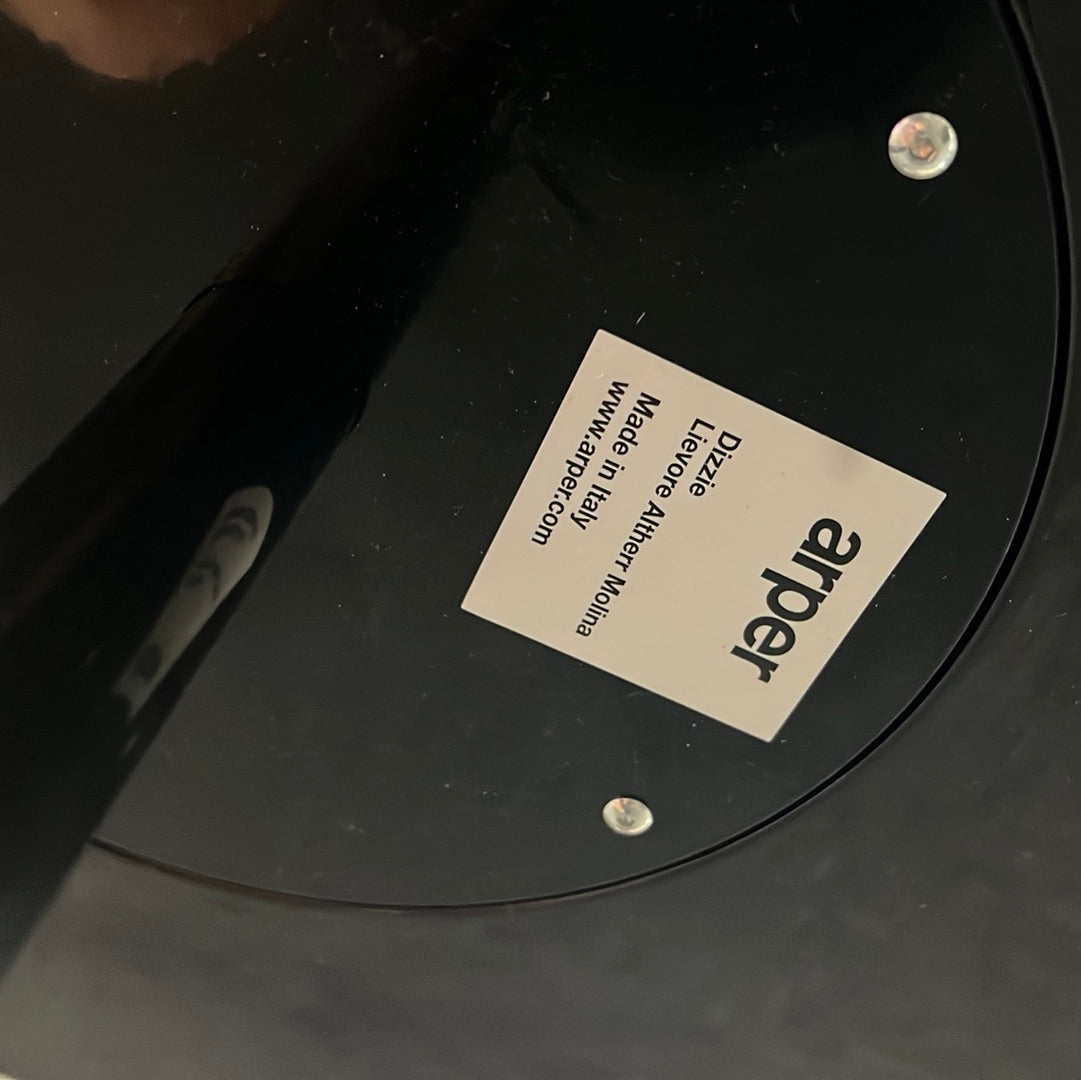 arper
Dizzie
Lievore Altherr Molina
Made in Italy
www.arper.com